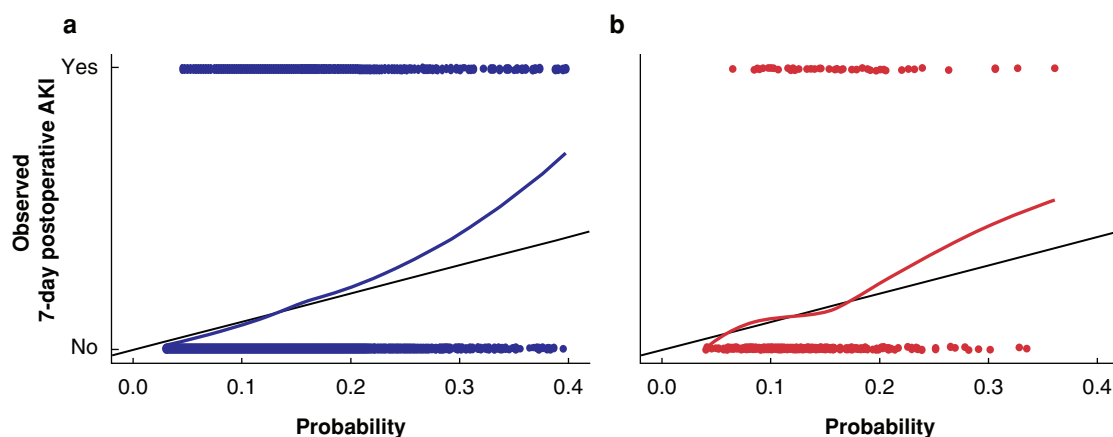 a
b
Yes
No
Observed
7-day postoperative AKI
0.0 0.1 0.2 0.3 0.4
Probability
0.0 0.1 0.2 0.3 0.4
Probability